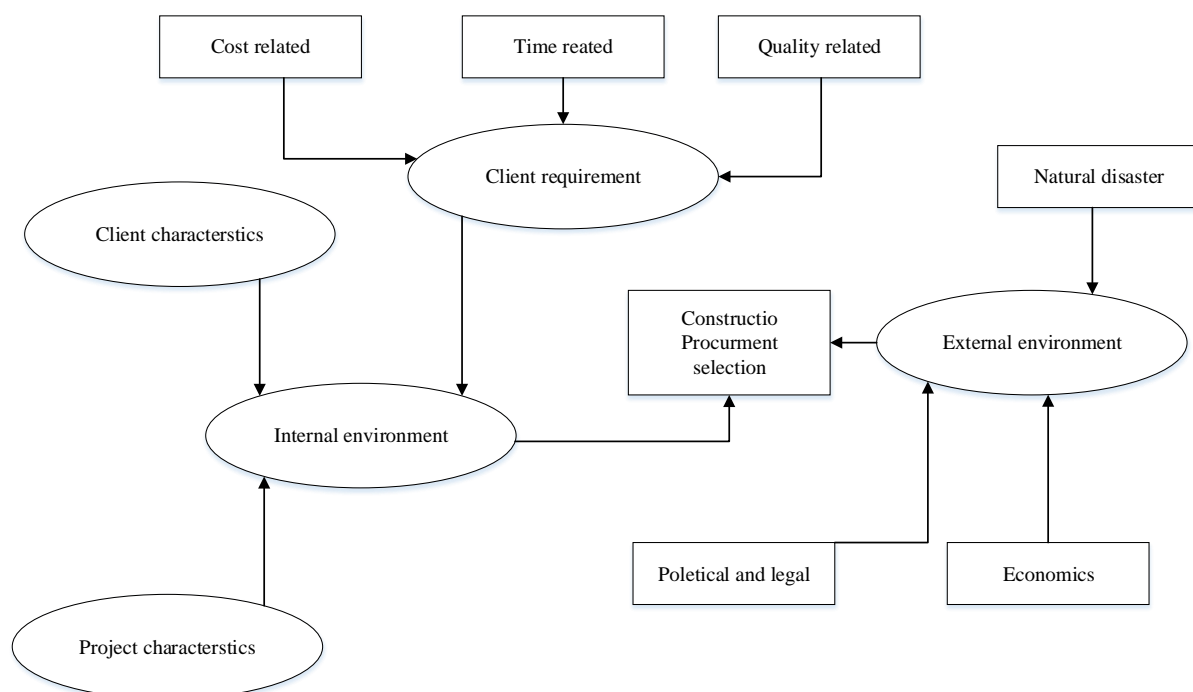 Cost related
Time reated
Quality related
Client requirement
Natural disaster
Client characterstics
Constructio
Procurment
selection
External environment
Internal environment
Poletical and legal
Economics
Project characterstics